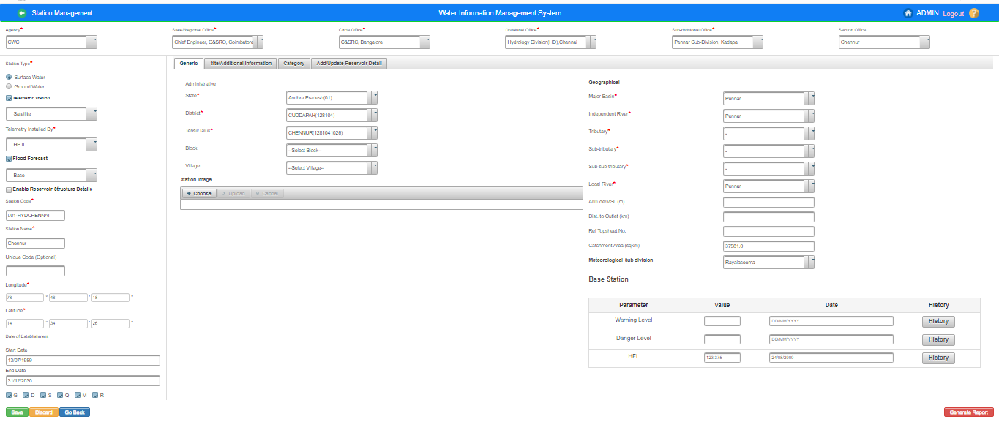 Station Management Water Information Management System ADMIN Logout ?
Agency* State/Regional Office* Circle Office* Divisional Office* Sub-divisional Office* Section Office
CWC Chief Engineer, C&SRO, Coimbatore C&SRC, Bangalore Hydrology Division(HD),Chennai Pennar Sub-Division, Kadapa Chennur
Station Type*
Surface Water
Ground Water
Telemetric station
Satellite
Telemetry Installed By*
HP II
Flood Forecast
Base
Enable Reservoir Structure Details
Station Code*
001-HYDCHENNAI
Station Name*
Chennur
Unique Code (Optional)
Longitude*
78 ° 46 ' 18 "
Latitude*
14 ° 34 ' 26 "
Date of Establishment
Start Date
13/07/1989
End Date
31/12/2030
G D S Q M R
Save Discard Go Back
Generic Site/Additional Information Category Add/Update Reservoir Detail
Administrative
State* Andhra Pradesh(01)
District* CUDDAPAH(128104)
Tehsil/Taluk* CHENNUR(1281041026)
Block --Select Block--
Village --Select Village--
Station Image
+ Choose Upload Cancel
Geographical
Major Basin* Pennar
Independent River* Pennar
Tributary* -
Sub-tributary* -
Sub-sub-tributary* -
Local River* Pennar
Altitude/MSL (m)
Dist. to Outlet (km)
Ref Topsheet No.
Catchment Area (sqkm) 37981.0
Meteorological Sub division Rayalaseema
Base Station
Parameter Value Date History
Warning Level DD/MM/YYYY History
Danger Level DD/MM/YYYY History
HFL 123.375 24/08/2000 History
Generate Report